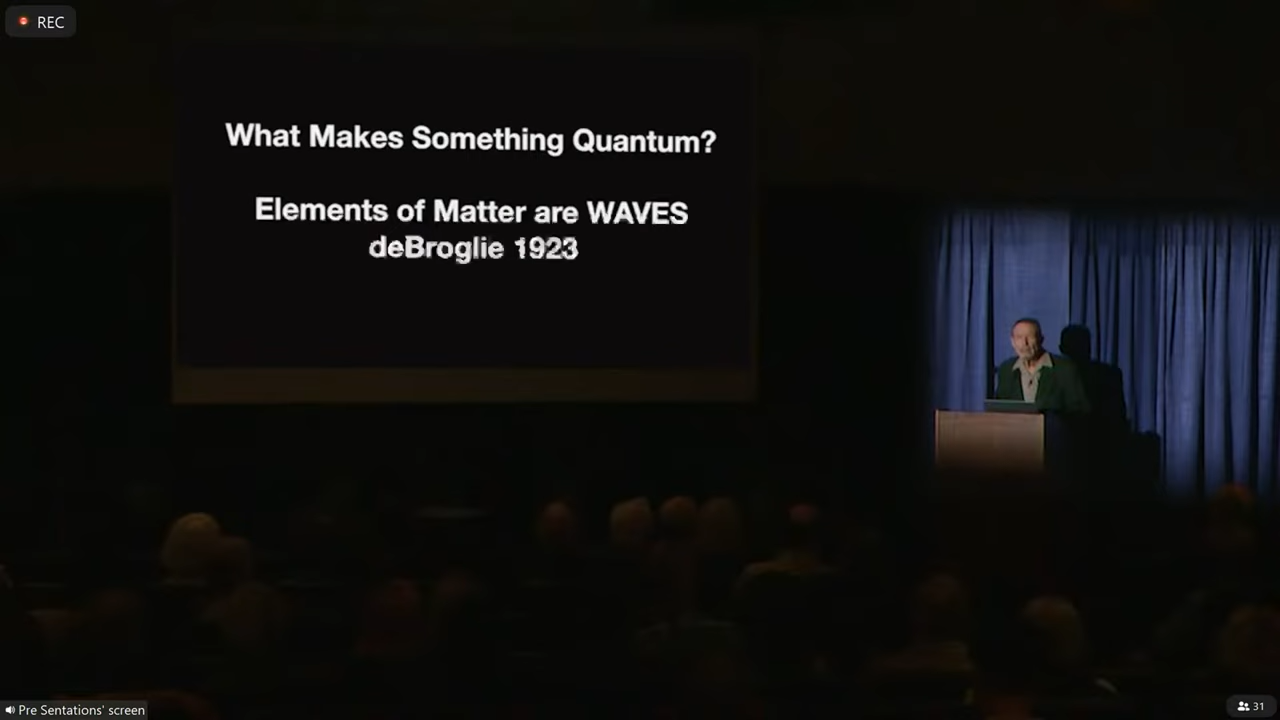 REC
What Makes Something Quantum?
Elements of Matter are WAVES
deBroglie 1923
Pre Sentations' screen
31